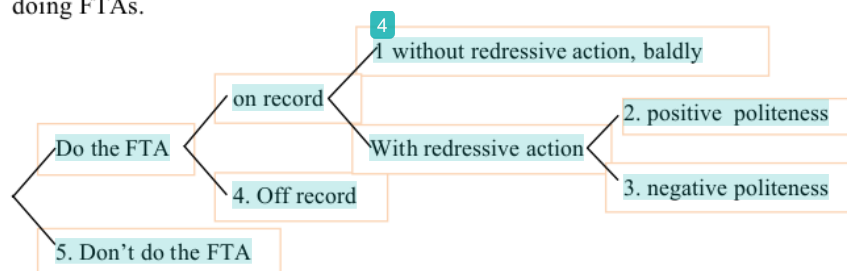 doing FTAs.
4
1 without redressive action, baldly
on record
2. positive politeness
Do the FTA
With redressive action
3. negative politeness
4. Off record
5. Don't do the FTA